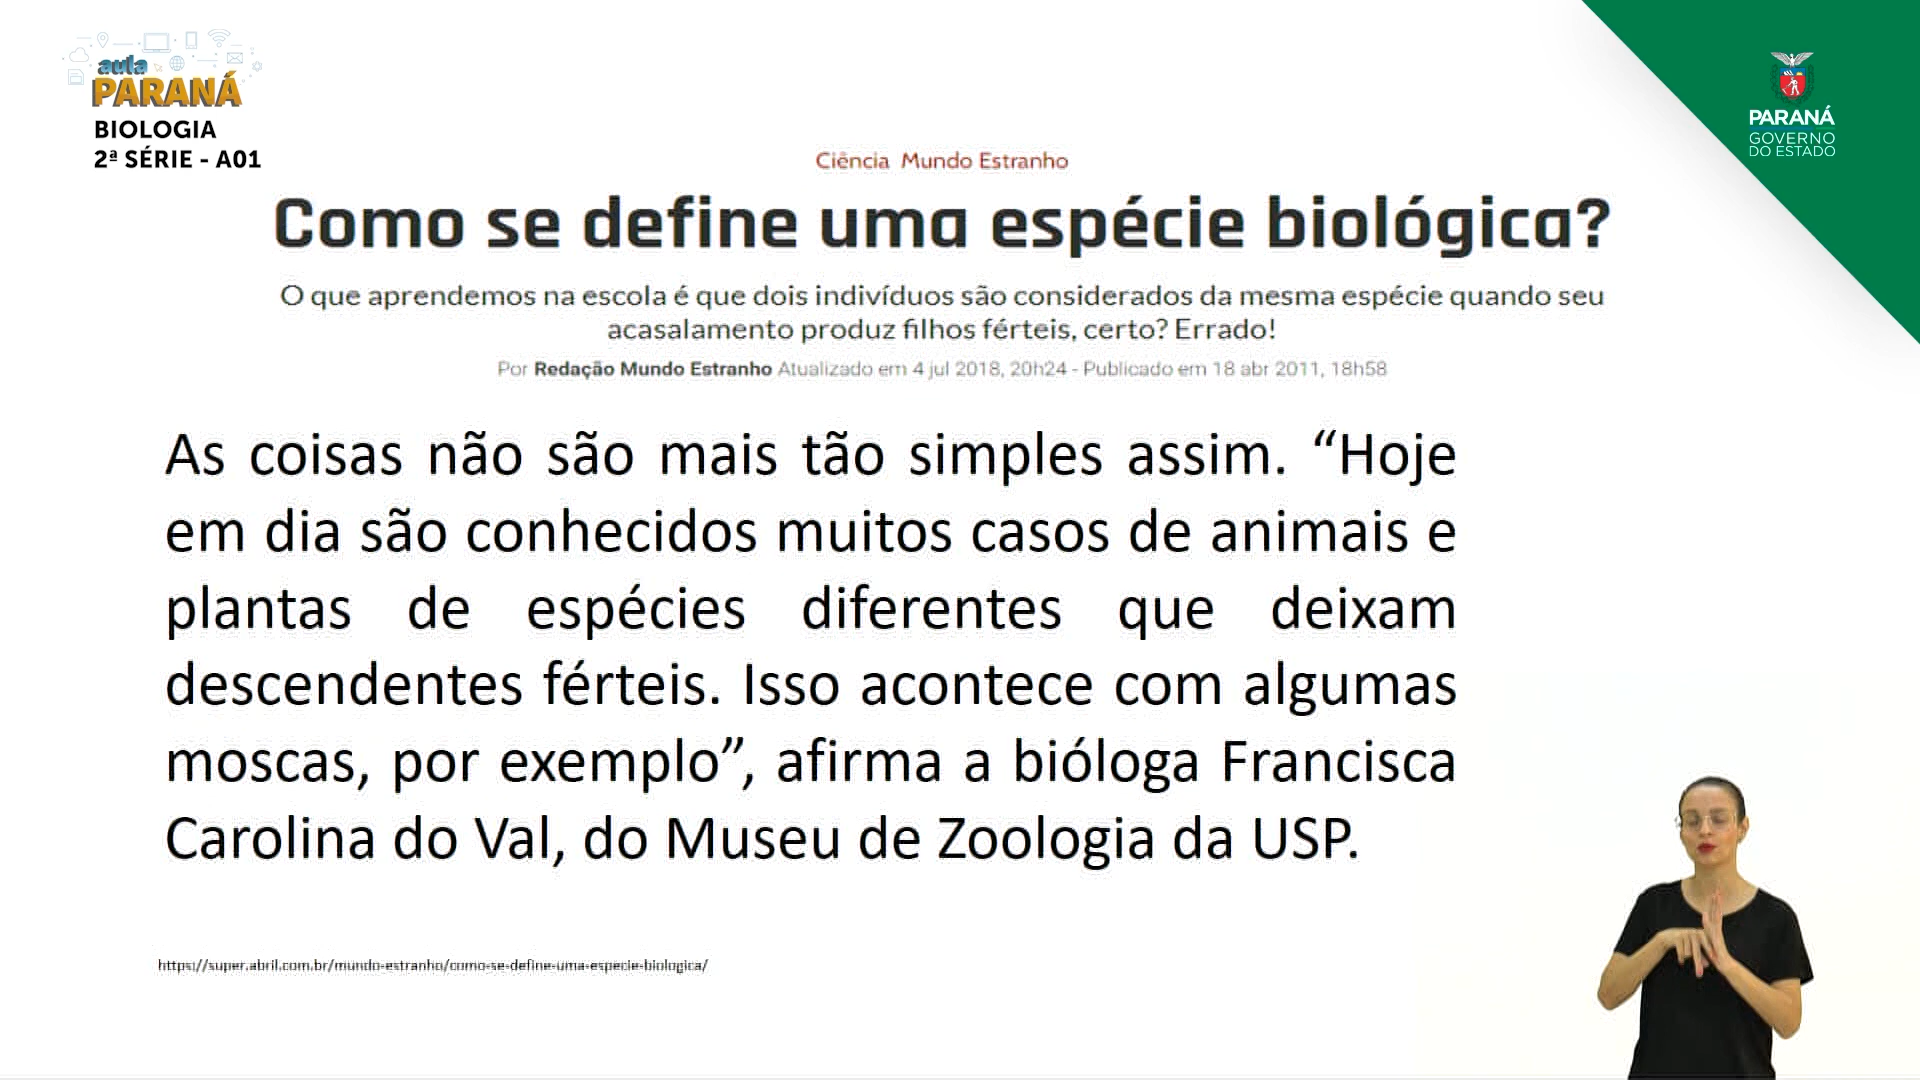 aula
PARANÁ
BIOLOGIA
2ª SÉRIE - A01
PARANÁ
GOVERNO
DO ESTADO
Ciência Mundo Estranho
Como se define uma espécie biológica?
O que aprendemos na escola é que dois indivíduos são considerados da mesma espécie quando seu
acasalamento produz filhos férteis, certo? Errado!
Por Redação Mundo Estranho Atualizado em 4 jul 2018, 20h24 - Publicado em 18 abr 2011, 18h58
As coisas não são mais tão simples assim. “Hoje
em dia são conhecidos muitos casos de animais e
plantas de espécies diferentes que deixam
descendentes férteis. Isso acontece com algumas
moscas, por exemplo”, afirma a bióloga Francisca
Carolina do Val, do Museu de Zoologia da USP.
https://super.abril.com.br/mundo-estranho/como-se-define-uma-especie-biologica/